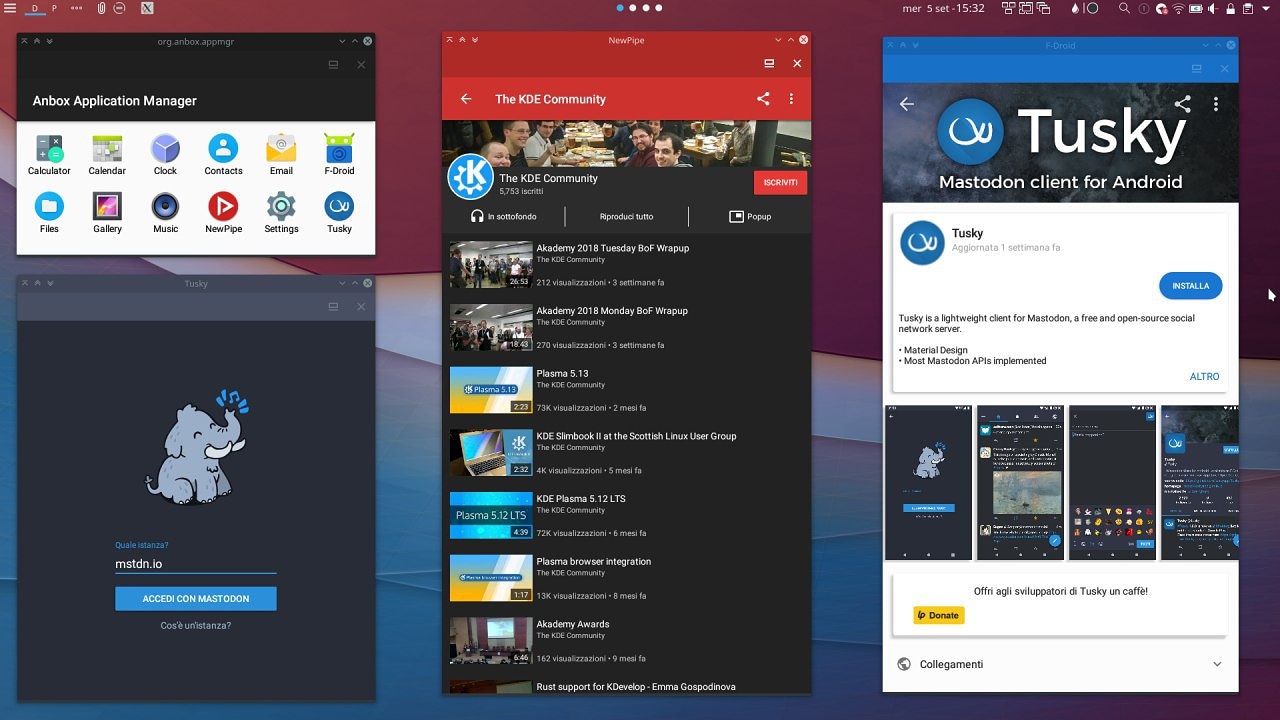 D P
mer 5 set - 15:32
org.anbox.appmgr
Anbox Application Manager
Calculator
Calendar
Clock
Contacts
Email
F-Droid
Files
Gallery
Music
NewPipe
Settings
Tusky
Tusky
Quale istanza?
mstdn.io
ACCEDI CON MASTODON
Cos'è un'istanza?
NewPipe
The KDE Community
The KDE Community
5,753 iscritti
ISCRIVITI
In sottofondo
Riproduci tutto
Popup
26:53
Akademy 2018 Tuesday BoF Wrapup
The KDE Community
212 visualizzazioni • 3 settimane fa
18:43
Akademy 2018 Monday BoF Wrapup
The KDE Community
270 visualizzazioni • 3 settimane fa
Plasma 5.13
2:23
Plasma 5.13
The KDE Community
73K visualizzazioni • 2 mesi fa
2:32
KDE Slimbook II at the Scottish Linux User Group
The KDE Community
4K visualizzazioni • 5 mesi fa
Plasma 5.12 LTS
4:39
KDE Plasma 5.12 LTS
The KDE Community
72K visualizzazioni • 6 mesi fa
Plasma browser integration
1:17
Plasma browser integration
The KDE Community
13K visualizzazioni • 8 mesi fa
6:46
Akademy Awards
The KDE Community
162 visualizzazioni • 9 mesi fa
Rust support for KDevelop - Emma Gospodinova
F-Droid
Tusky
Mastodon client for Android
Tusky
Aggiornata 1 settimana fa
INSTALLA
Tusky is a lightweight client for Mastodon, a free and open-source social
network server.
• Material Design
• Most Mastodon APIs implemented
ALTRO
Offri agli sviluppatori di Tusky un caffè!
Donate
Collegamenti